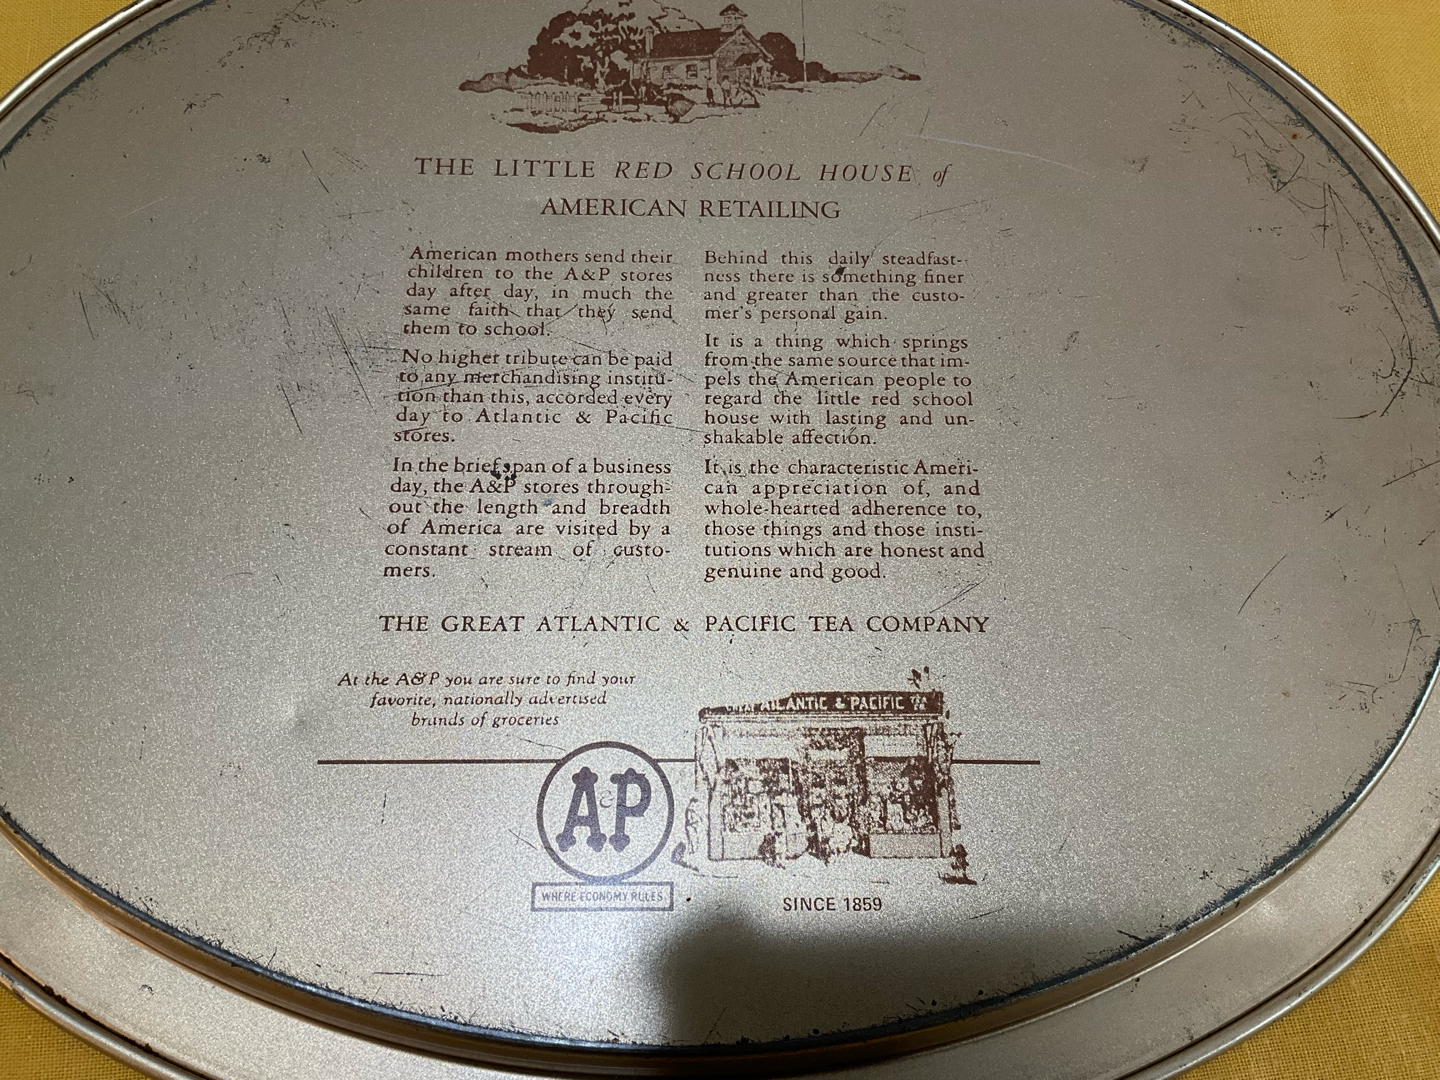 THE LITTLE RED SCHOOL HOUSE of
AMERICAN RETAILING
American mothers send their
children to the A&P stores
day after day, in much the
same faith that they send
them to school.
No higher tribute can be paid
to any merchandising institu-
tion than this, accorded every
day to Atlantic & Pacific
stores.
In the brief span of a business
day, the A&P stores through-
out the length and breadth
of America are visited by a
constant stream of custo-
mers.
Behind this daily steadfast-
ness there is something finer
and greater than the custo-
mer's personal gain.
It is a thing which springs
from the same source that im-
pels the American people to
regard the little red school
house with lasting and un-
shakable affection.
It is the characteristic Ameri-
can appreciation of, and
whole-hearted adherence to,
those things and those insti-
tutions which are honest and
genuine and good.
THE GREAT ATLANTIC & PACIFIC TEA COMPANY
At the A&P you are sure to find your
favorite, nationally advertised
brands of groceries
ATLANTIC & PACIFIC
A&P
WHERE ECONOMY RULES
SINCE 1859